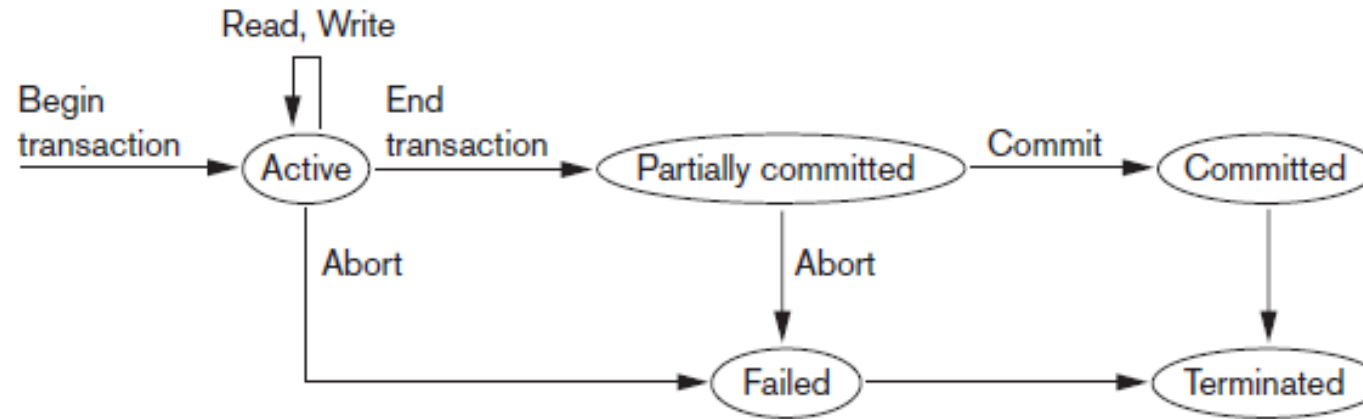 Read, Write
Begin
transaction
End
transaction
Commit
Active
Partially committed
Committed
Abort
Abort
Failed
Terminated